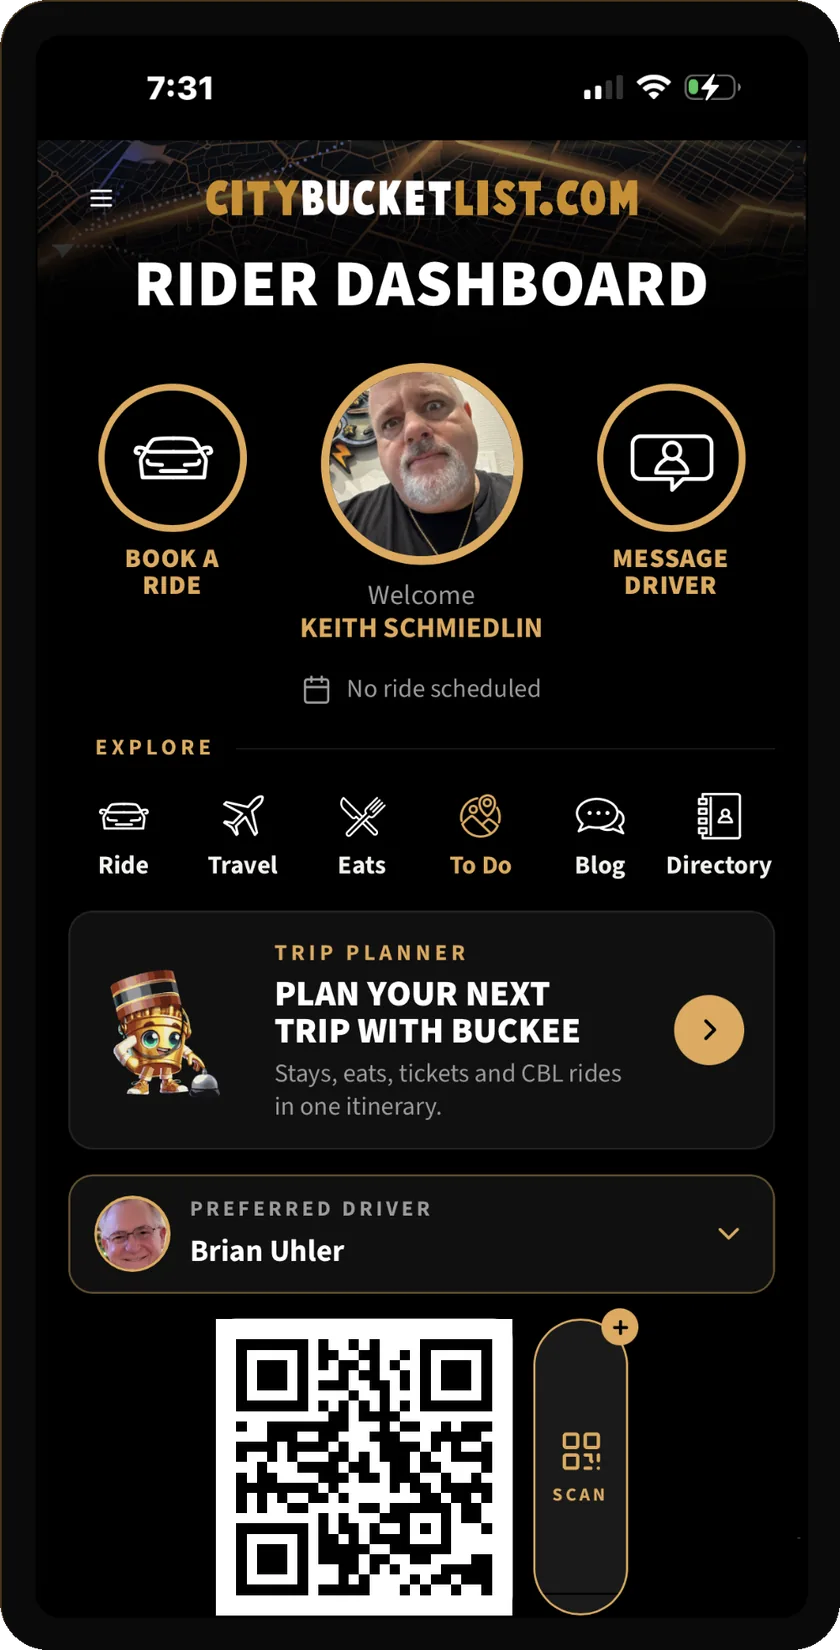 7:31
CITYBUCKETLIST.COM
RIDER DASHBOARD
BOOK A
RIDE
MESSAGE
DRIVER
Welcome
KEITH SCHMIEDLIN
No ride scheduled
EXPLORE
Ride
Travel
Eats
To Do
Blog
Directory
TRIP PLANNER
PLAN YOUR NEXT
TRIP WITH BUCKEE
Stays, eats, tickets and CBL rides
in one itinerary.
PREFERRED DRIVER
Brian Uhler
SCAN